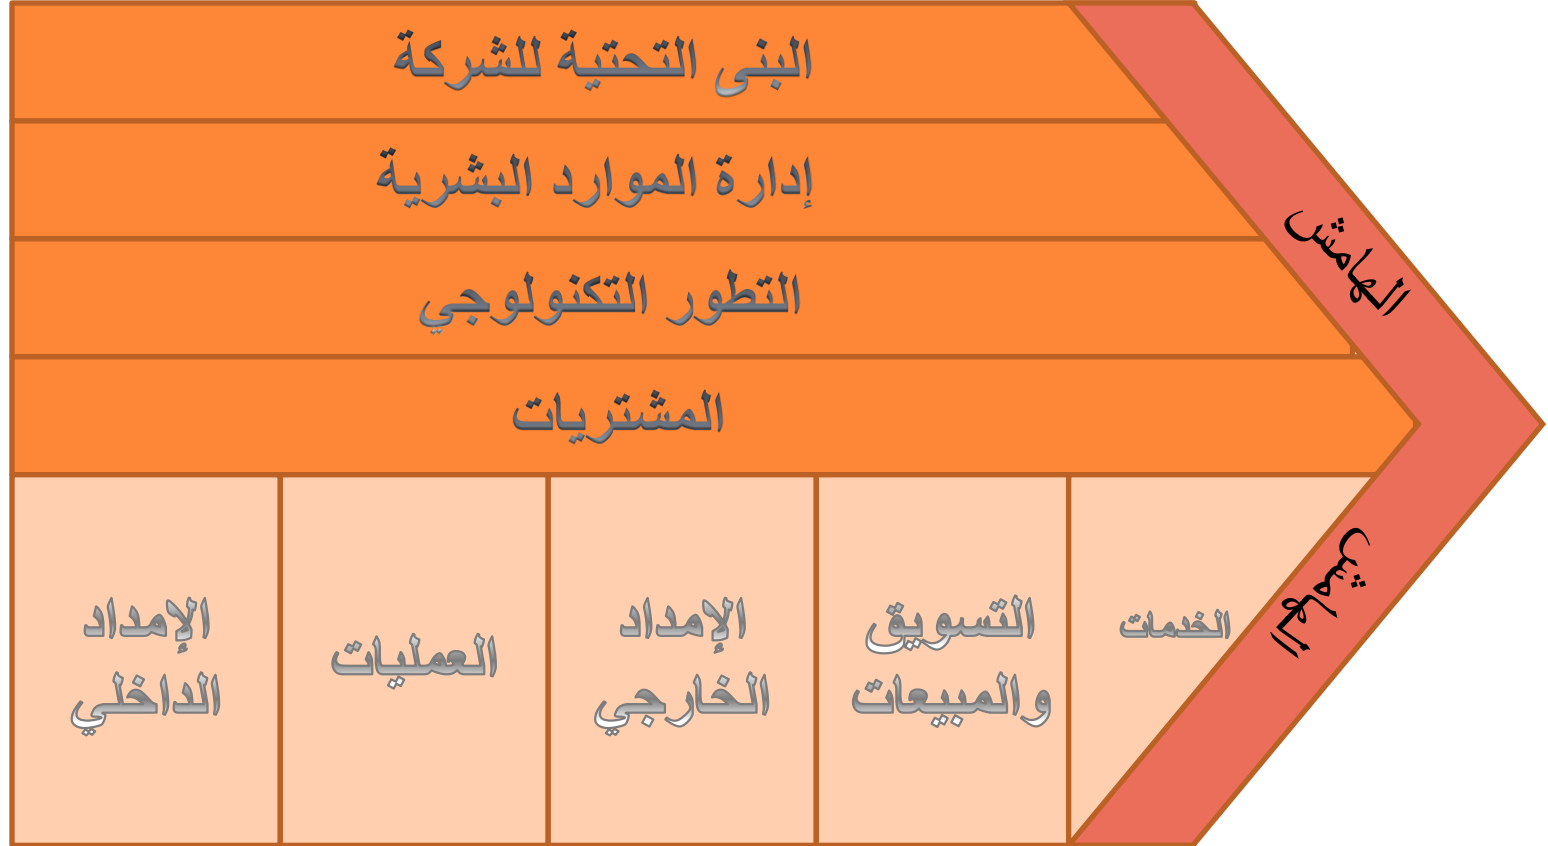 البنى التحتية للشركة
إدارة الموارد البشرية
التطور التكنولوجي
المشتريات
الهامش
الإمداد
الداخلي
العمليات
الإمداد
الخارجي
التسويق
والمبيعات
الخدمات
الهامش